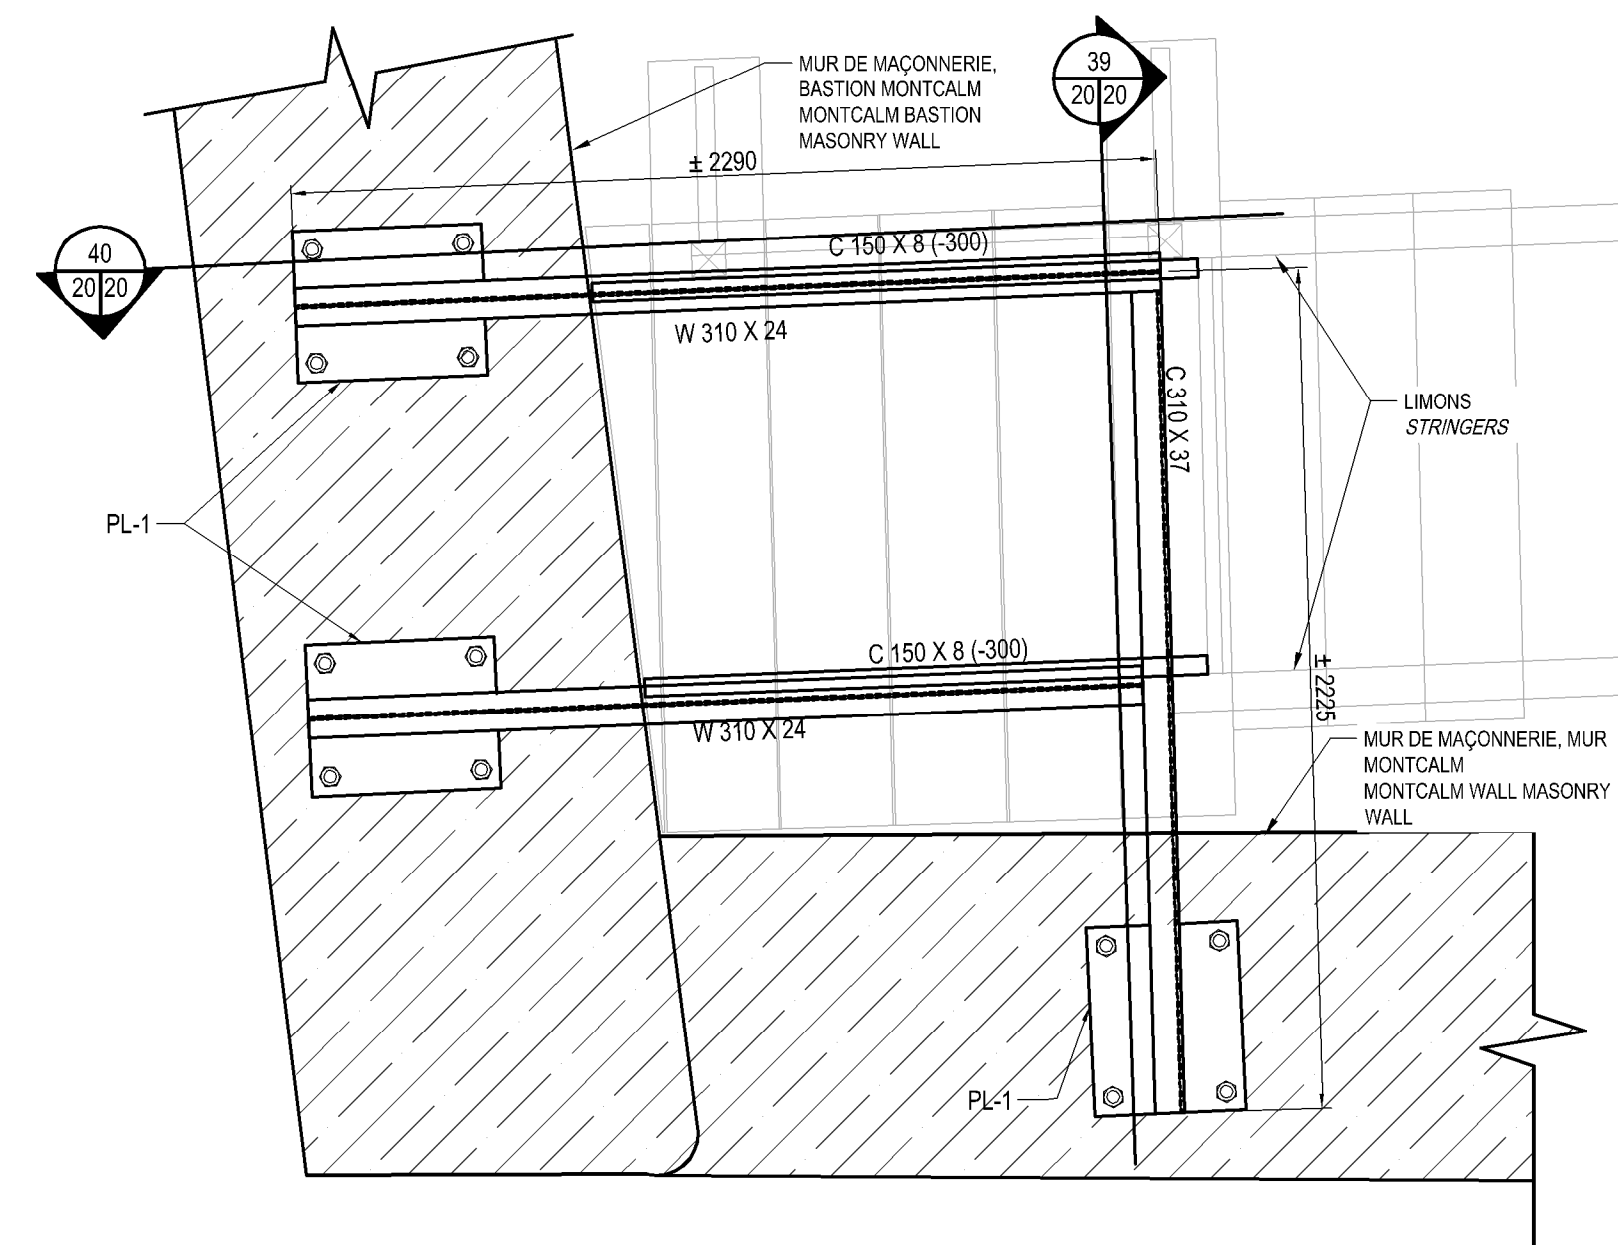 MUR DE MAÇONNERIE,
BASTION MONTCALM
MONTCALM BASTION
MASONRY WALL
39
20 20
± 2290
40
20 20
C 150 X 8 (-300)
W 310 X 24
C 310 X 37
LIMONS
STRINGERS
PL-1
C 150 X 8 (-300)
W 310 X 24
± 2225
MUR DE MAÇONNERIE, MUR
MONTCALM
MONTCALM WALL MASONRY
WALL
PL-1